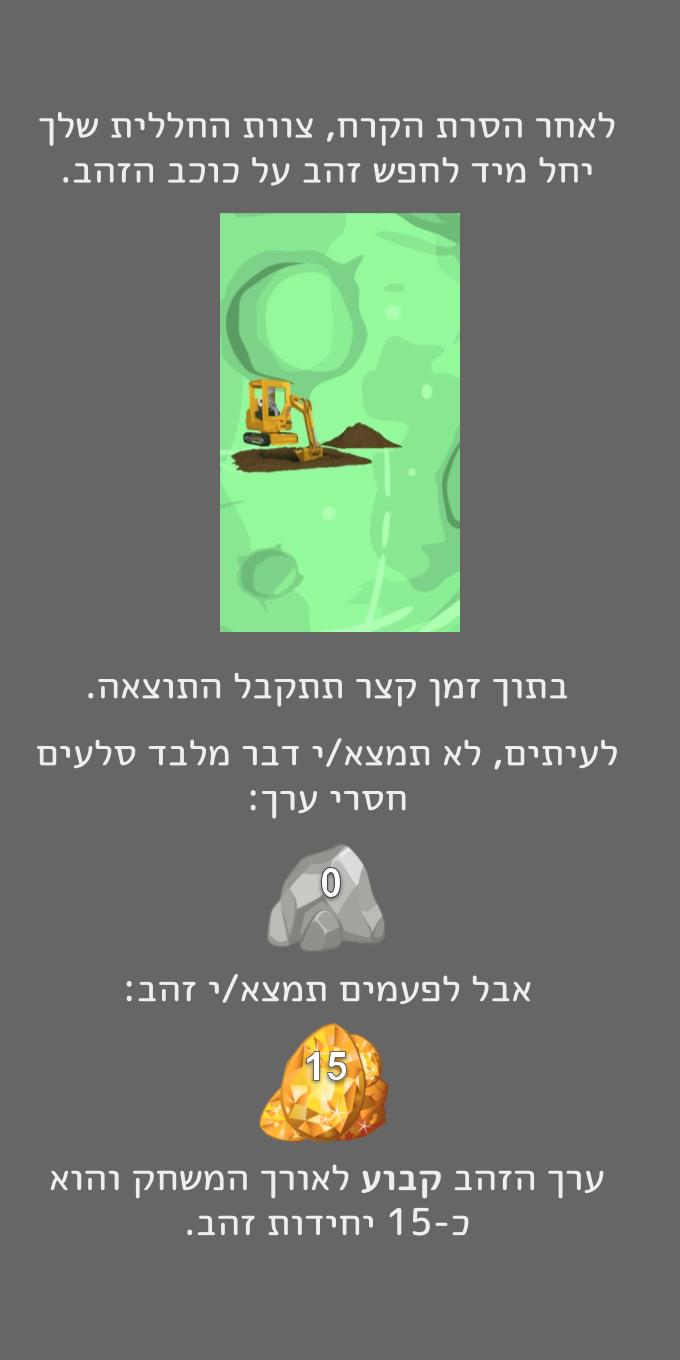 לאחר הסרת הקרח, צוות החללית שלך
יחל מיד לחפש זהב על כוכב הזהב.
בתוך זמן קצר תתקבל התוצאה.
לעיתים, לא תמצא/י דבר מלבד סלעים
חסרי ערך:
0
אבל לפעמים תמצא/י זהב:
15
ערך הזהב קבוע לאורך המשחק והוא
כ-15 יחידות זהב.